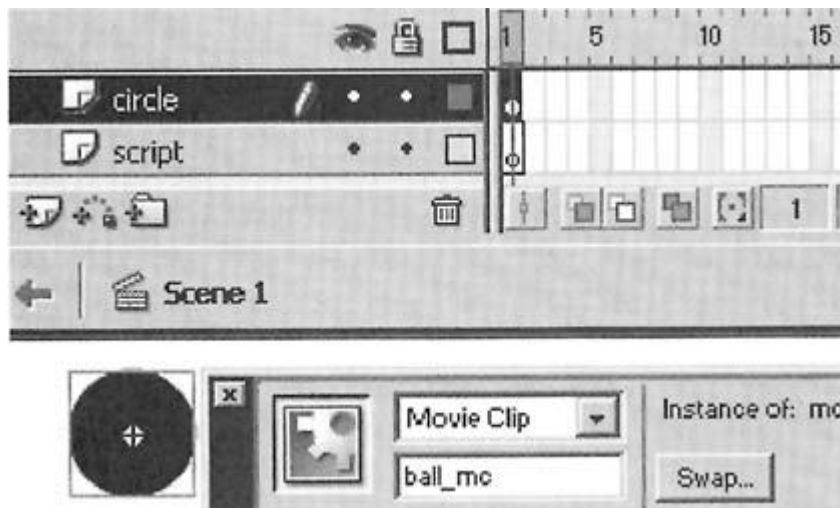 1 5 10 15
circle
script
1
Scene 1
Movie Clip
Instance of: mc
ball_mc
Swap...